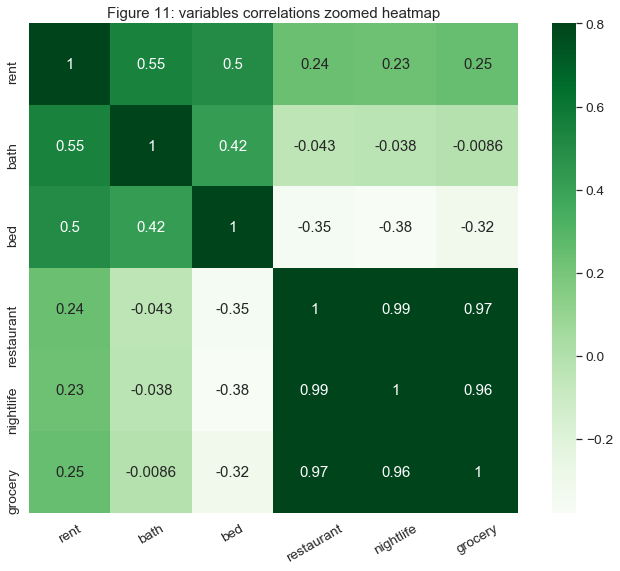 Figure 11: variables correlations zoomed heatmap
rent 1 0.55 0.5 0.24 0.23 0.25
bath 0.55 1 0.42 -0.043 -0.038 -0.0086
bed 0.5 0.42 1 -0.35 -0.38 -0.32
restaurant 0.24 -0.043 -0.35 1 0.99 0.97
nightlife 0.23 -0.038 -0.38 0.99 1 0.96
grocery 0.25 -0.0086 -0.32 0.97 0.96 1
rent bath bed restaurant nightlife grocery
0.8
0.6
0.4
0.2
0.0
−0.2